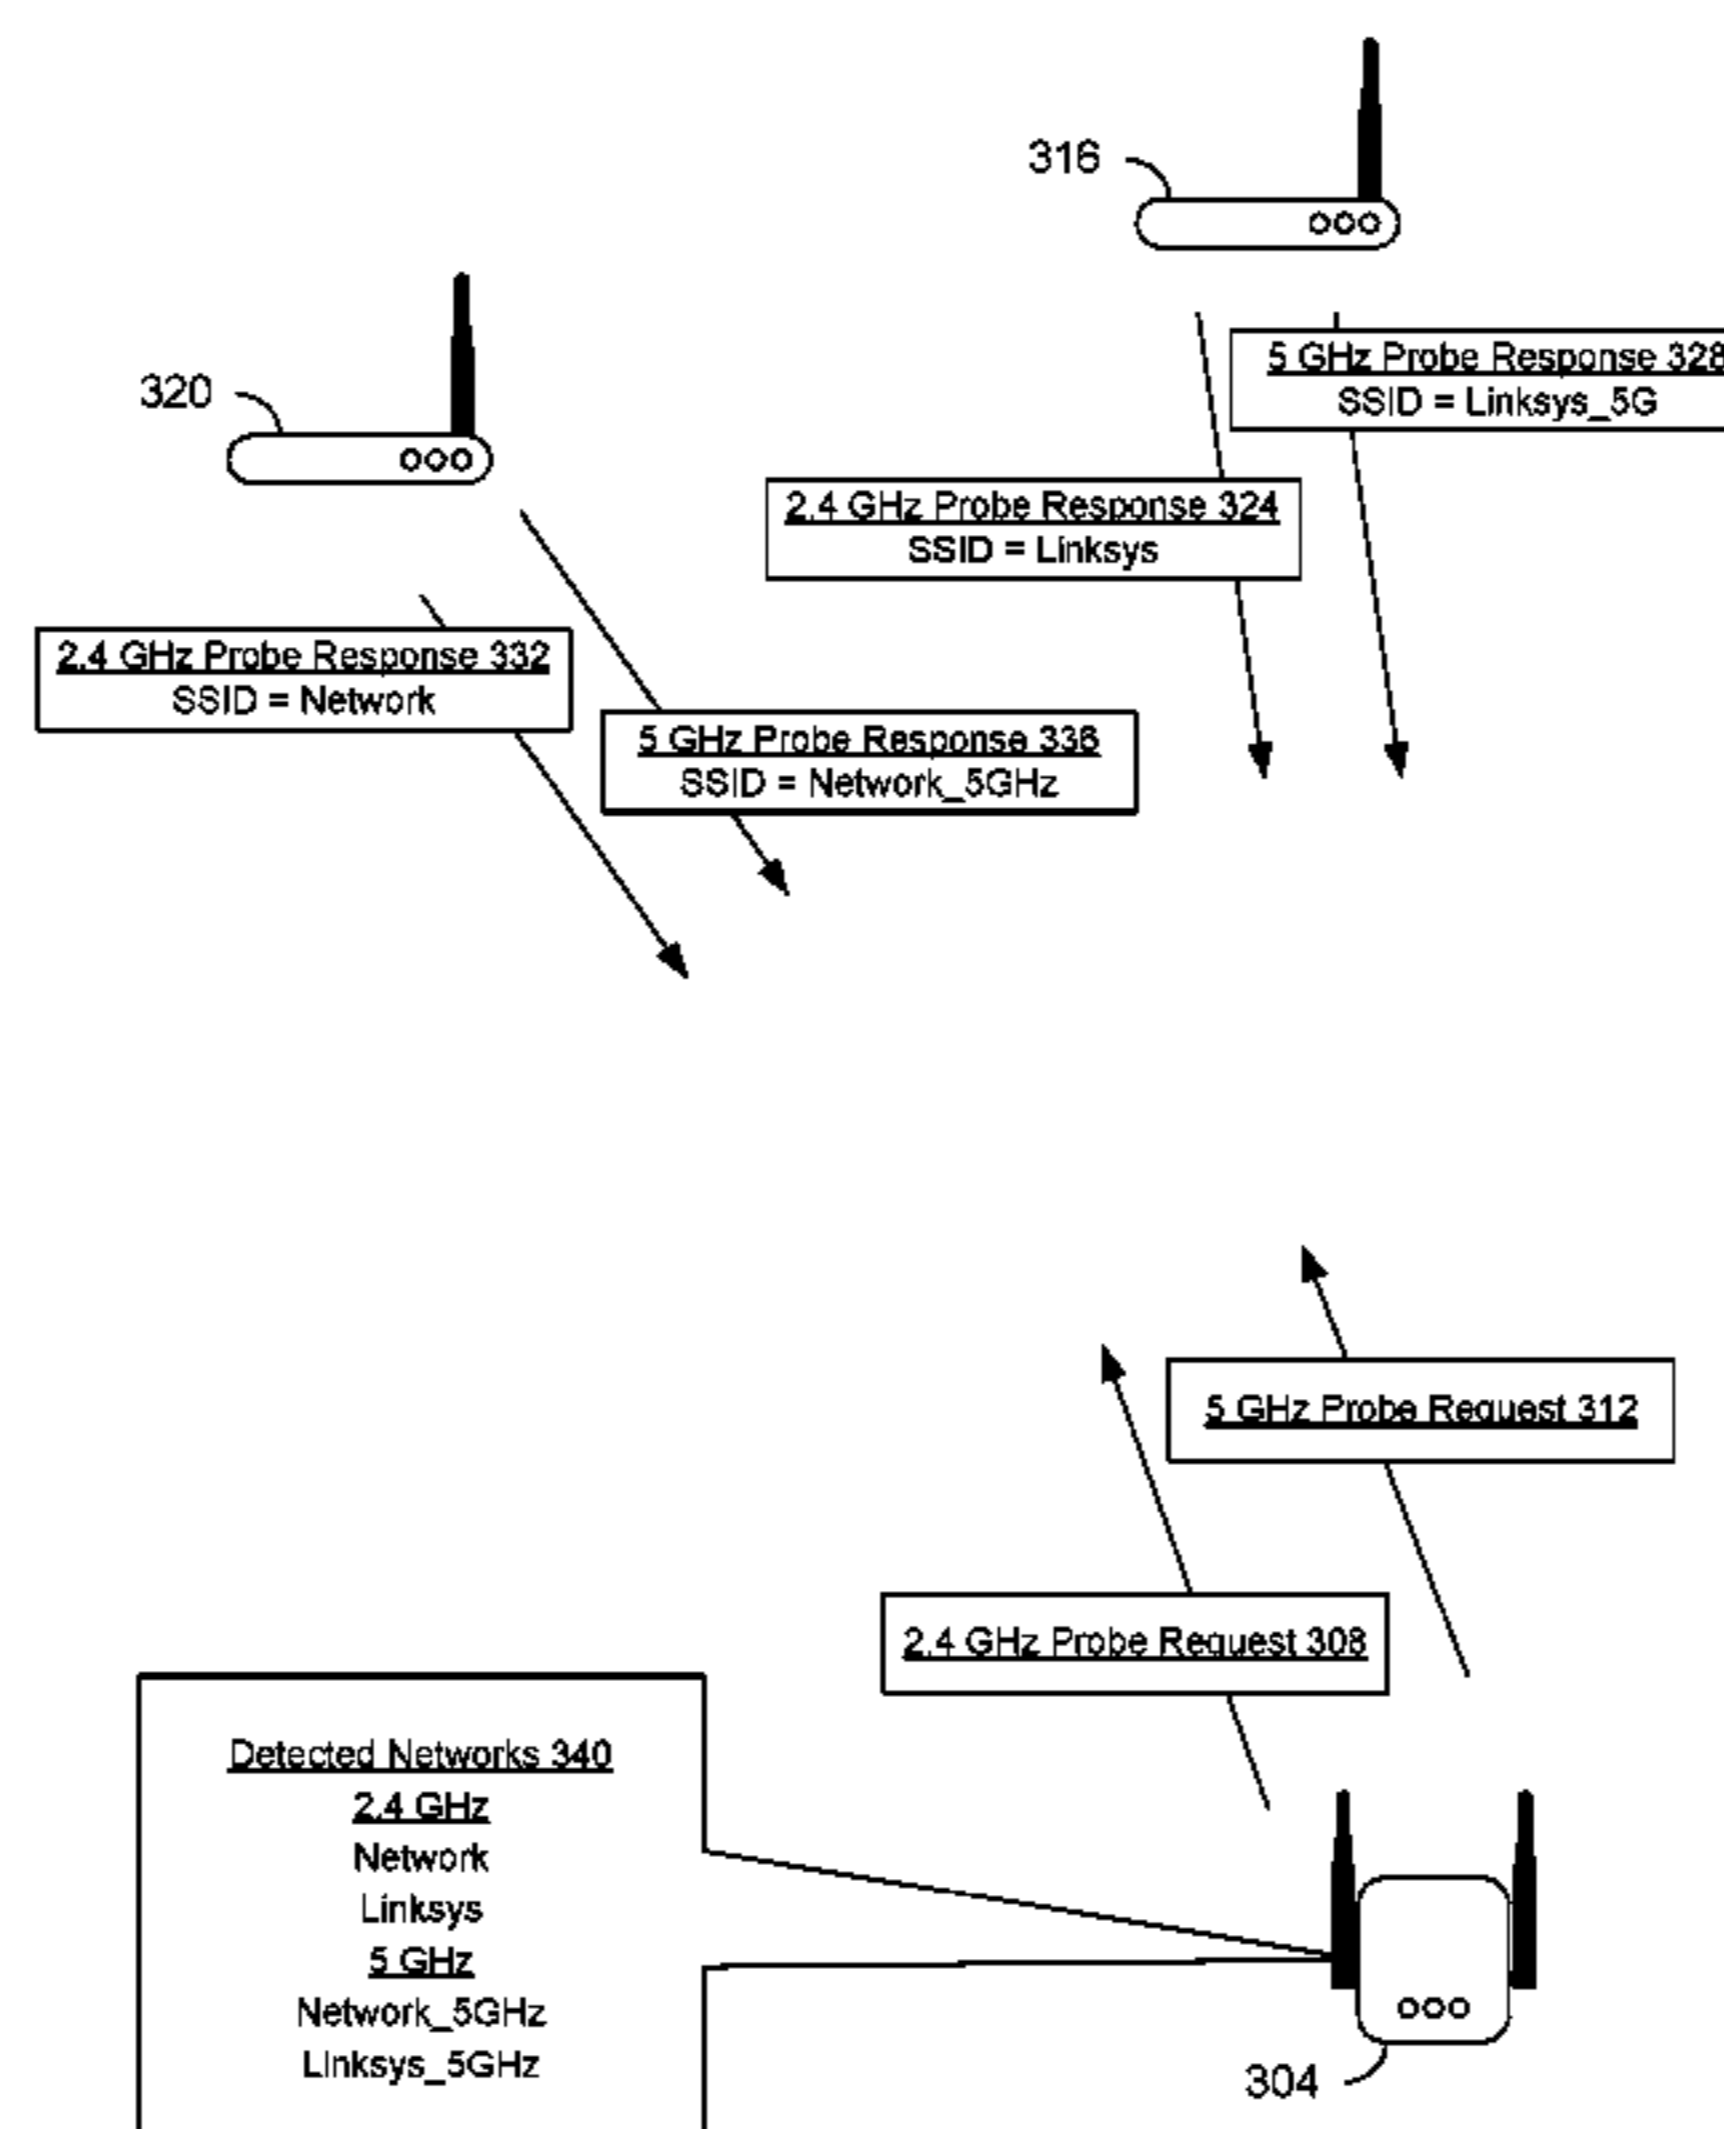 316
5 GHz Probe Response 328
SSID = Linksys_5G
320
2.4 GHz Probe Response 324
SSID = Linksys
2.4 GHz Probe Response 332
SSID = Network
5 GHz Probe Response 336
SSID = Network_5GHz
5 GHz Probe Request 312
2.4 GHz Probe Request 308
Detected Networks 340
2.4 GHz
Network
Linksys
5 GHz
Network_5GHz
Linksys_5GHz
304